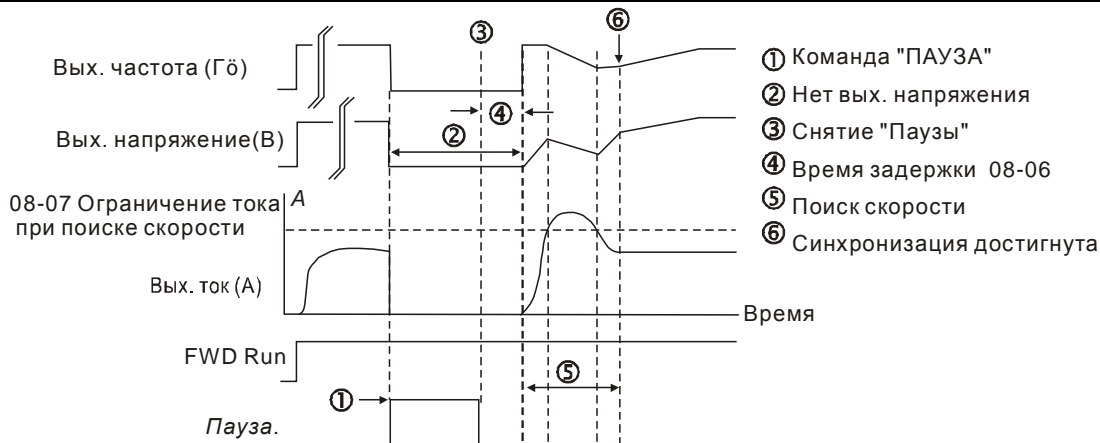 ③
⑥
Вых. частота (Гö)
④
②
Вых. напряжение(В)
08-07 Ограничение тока
при поиске скорости
A
Вых. ток (А)
Время
FWD Run
⑤
①
Пауза.
① Команда "ПАУЗА"
② Нет вых. напряжения
③ Снятие "Паузы"
④ Время задержки 08-06
⑤ Поиск скорости
⑥ Синхронизация достигнута